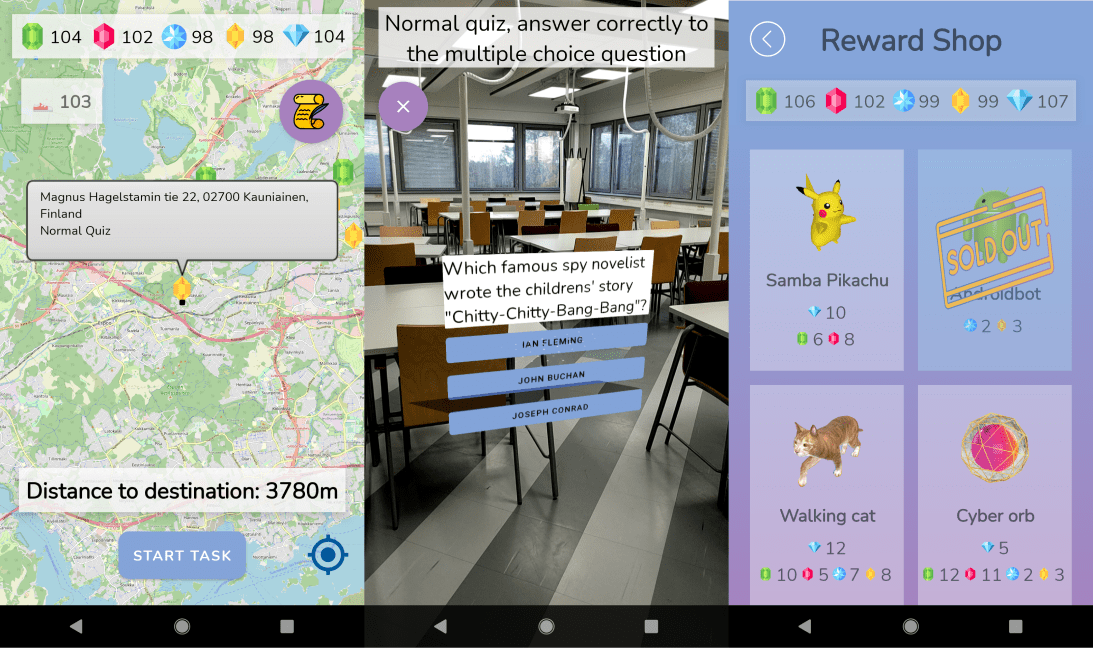 104 102 98 98 104
103
Magnus Hagelstamin tie 22, 02700 Kauniainen,
Finland
Normal Quiz
Distance to destination: 3780m
START TASK
Normal quiz, answer correctly to
the multiple choice question
Which famous spy novelist
wrote the childrens' story
"Chitty-Chitty-Bang-Bang"?
IAN FLEMING
JOHN BUCHAN
JOSEPH CONRAD
Reward Shop
106 102 99 99 107
Samba Pikachu
10
6 8
SOLD OUT
Androidbot
2 3
Walking cat
12
10 5 7 8
Cyber orb
5
12 11 2 3